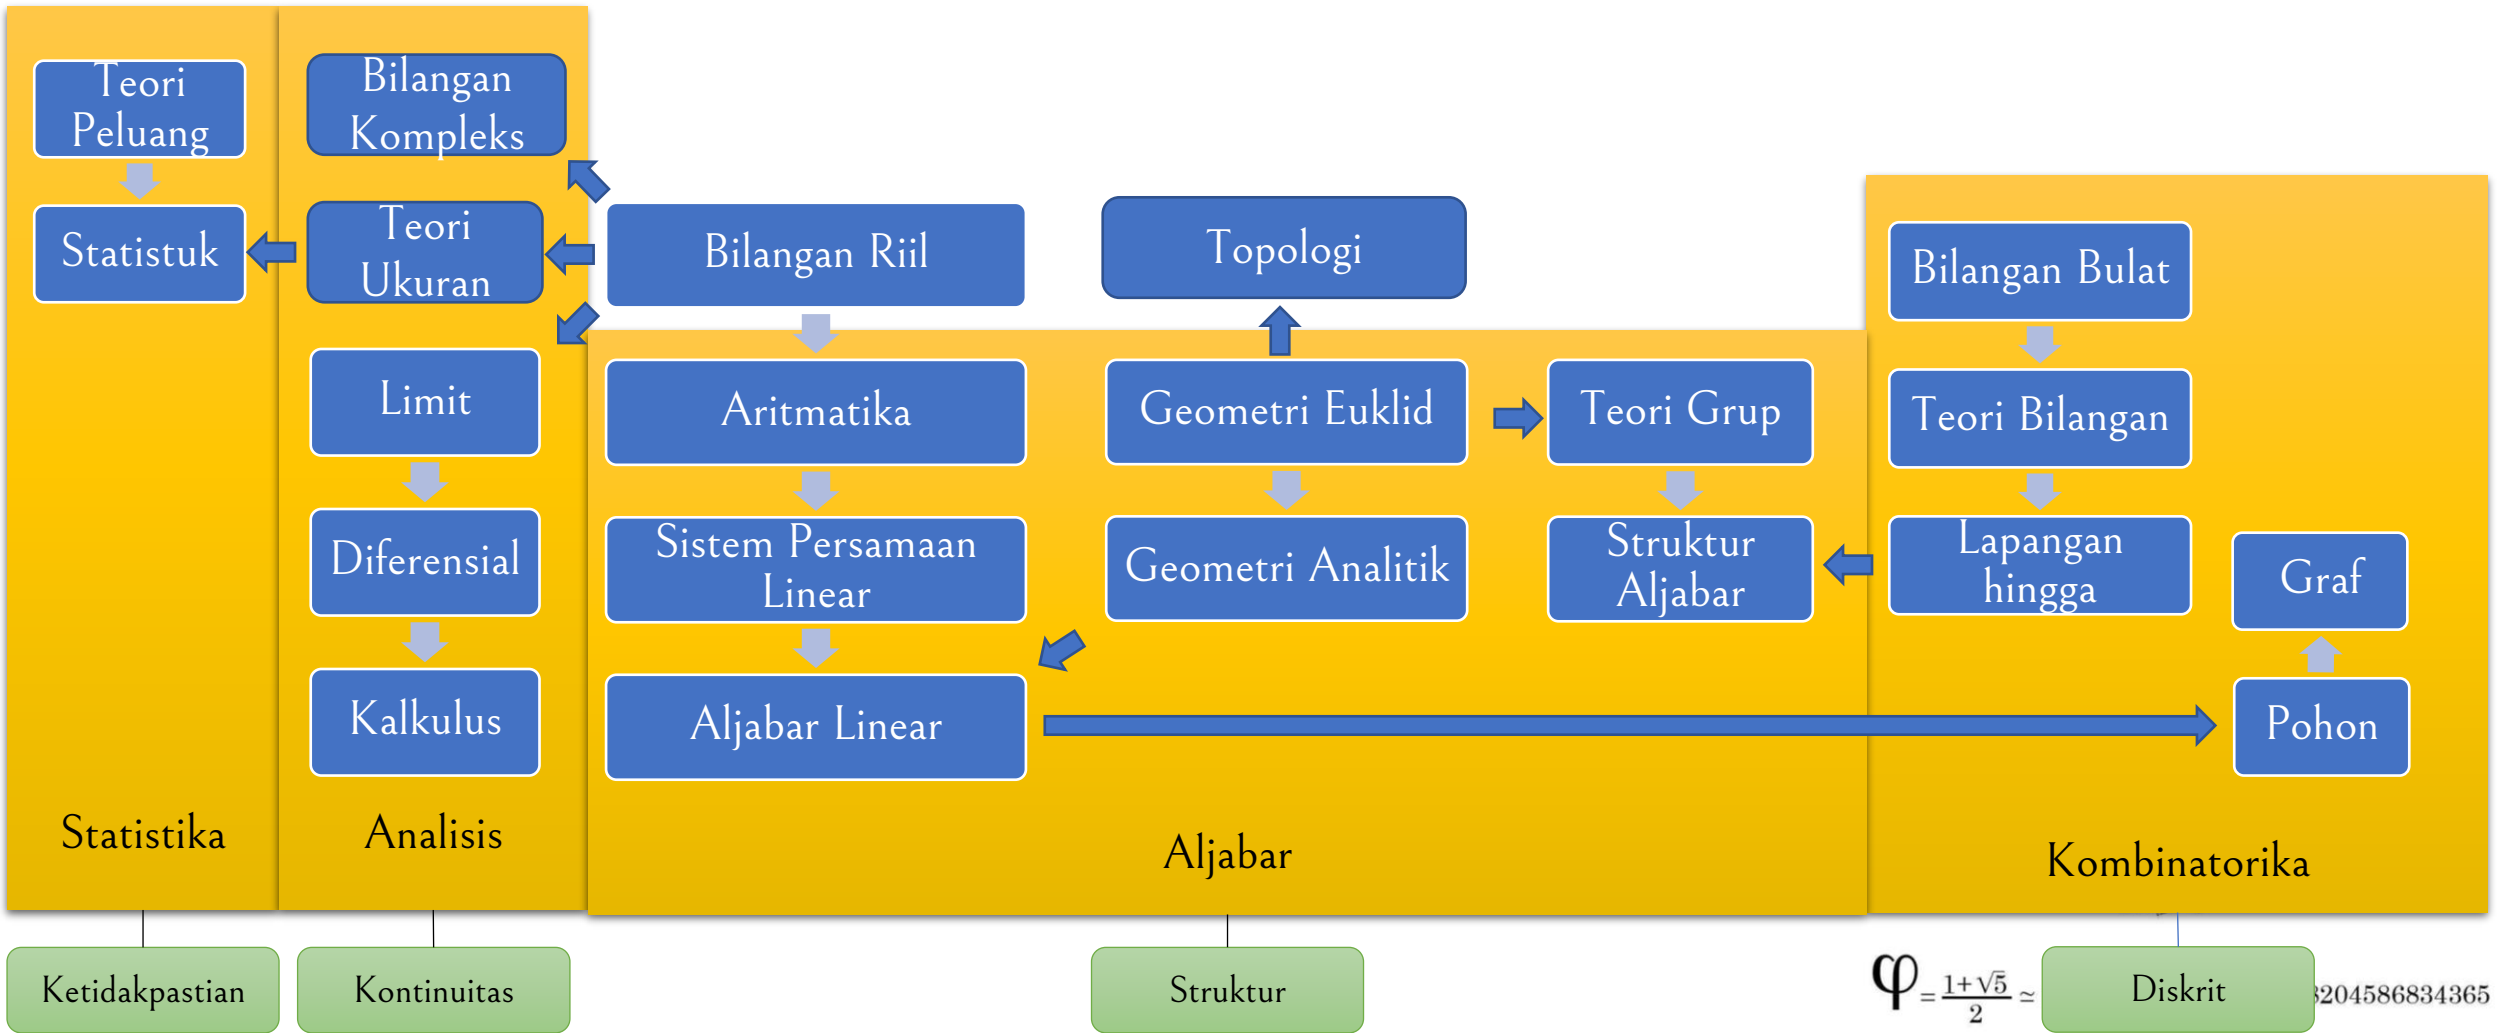 Teori
Peluang
Statistuk
Statistika
Ketidakpastian
Bilangan
Kompleks
Teori
Ukuran
Limit
Diferensial
Kalkulus
Analisis
Kontinuitas
Bilangan Riil
Aritmatika
Sistem Persamaan
Linear
Aljabar Linear
Topologi
Geometri Euklid
Geometri Analitik
Teori Grup
Struktur
Aljabar
Aljabar
Struktur
Bilangan Bulat
Teori Bilangan
Lapangan
hingga
Graf
Pohon
Kombinatorika
Diskrit
φ = 1+√5 / 2 ≃ 3204586834365